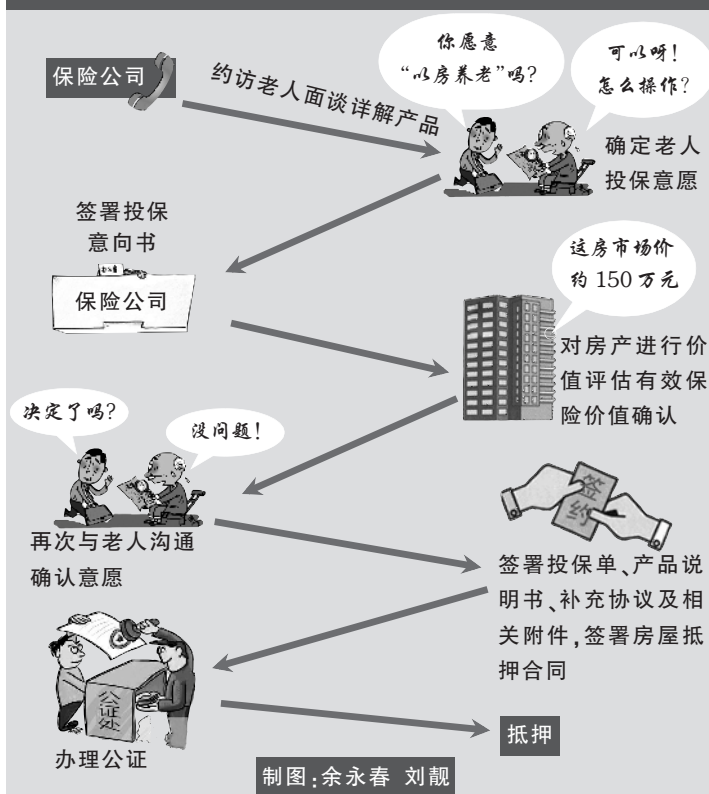 保险公司
约访老人面谈详解产品
你愿意
“以房养老”吗?
可以呀!
怎么操作?
确定老人
投保意愿
签署投保
意向书
保险公司
这房市场价
约 150 万元
对房产进行价
值评估有效保
险价值确认
决定了吗?
没问题!
再次与老人沟通
确认意愿
签约
签署投保单、产品说
明书、补充协议及相
关附件,签署房屋抵
押合同
公证处
办理公证
抵押
制图:余永春 刘靓